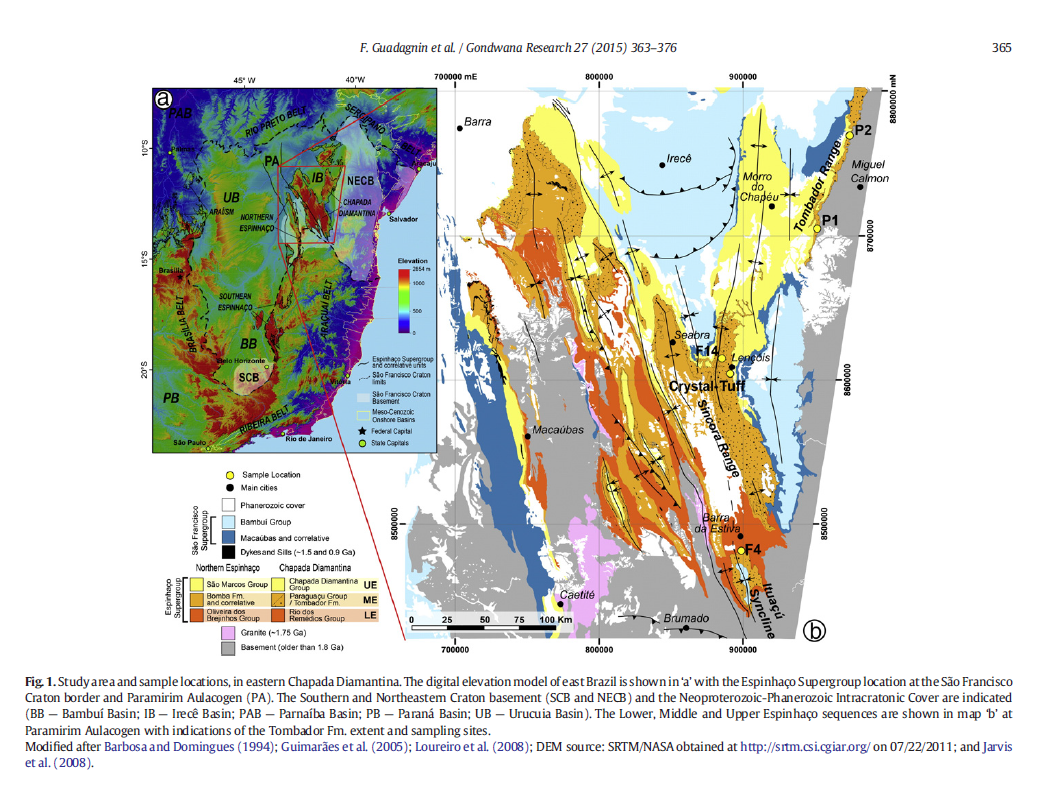 F. Guadagnin et al. / Gondwana Research 27 (2015) 363–376
365
45° W
40° W
a
PAB
RIO PRETO BELT
PA
IB
NECB
UB
ARAÇSM
NORTHERN
ESPINHAÇO
CHAPADA
DIAMANTINA
Salvador
10°S
15°S
20°S
Brasília
BRASÍLIA BELT
SOUTHERN
ESPINHAÇO
BB
Belo Horizonte
SCB
PB
RIBEIRA BELT
São Paulo
Rio de Janeiro
Elevation
2854 m
1000
500
0
Espinhaço Supergroup
and correlative units
São Francisco Craton
limits
São Francisco Craton
Basement
Meso-Cenozoic
Onshore Basins
Federal Capital
State Capitals
700000 mE
800000
900000
8800000 mN
8700000
8600000
8500000
8500000
Barra
Irecê
Morro
do
Chapéu
Tombador Range
P2
Miguel
Calmon
P1
Seabra
F14
Lençóis
Crystal-Tuff
Sincorá Range
Macaúbas
Barra
da Estiva
F4
Ituaçú
Syncline
Caetité
Brumado
0 25 50 75 100 Km
b
700000
800000
900000
Sample Location
Main cities
Phanerozoic cover
São Francisco
Supergroup
Bambuí Group
Macaúbas and correlative
Dykes and Sills (~1.5 and 0.9 Ga)
Northern Espinhaço
Chapada Diamantina
Espinhaço
Supergroup
São Marcos Group
Chapada Diamantina
Group
UE
Bomba Fm.
and correlative
Paraguaçu Group
/ Tombador Fm.
ME
Oliveira dos
Brejinhos Group
Rio dos
Remédios Group
LE
Granite (~1.75 Ga)
Basement (older than 1.8 Ga)
Fig. 1. Study area and sample locations, in eastern Chapada Diamantina. The digital elevation model of east Brazil is shown in 'a' with the Espinhaço Supergroup location at the São Francisco
Craton border and Paramirim Aulacogen (PA). The Southern and Northeastern Craton basement (SCB and NECB) and the Neoproterozoic-Phanerozoic Intracratonic Cover are indicated
(BB — Bambuí Basin; IB — Irecê Basin; PAB — Parnaíba Basin; PB — Paraná Basin; UB — Urucuia Basin). The Lower, Middle and Upper Espinhaço sequences are shown in map 'b' at
Paramirim Aulacogen with indications of the Tombador Fm. extent and sampling sites.
Modified after Barbosa and Domingues (1994); Guimarães et al. (2005); Loureiro et al. (2008); DEM source: SRTM/NASA obtained at http://srtm.csi.cgiar.org/ on 07/22/2011; and Jarvis
et al. (2008).